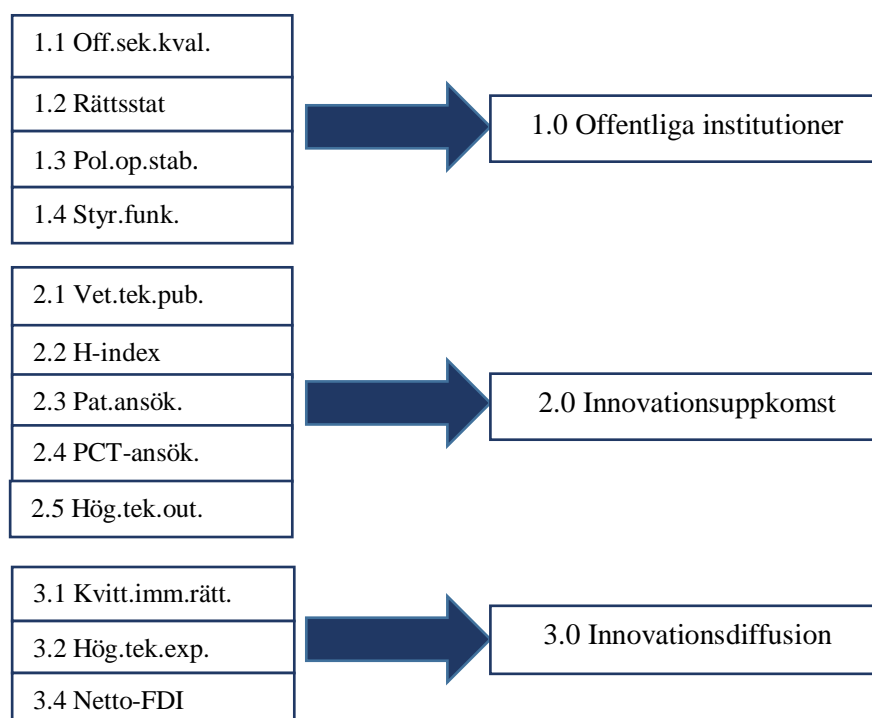 1.1 Off.sek.kval.
1.2 Rättsstat
1.3 Pol.op.stab.
1.4 Styr.funk.
1.0 Offentliga institutioner
2.1 Vet.tek.pub.
2.2 H-index
2.3 Pat.ansök.
2.4 PCT-ansök.
2.5 Hög.tek.out.
2.0 Innovationsuppkomst
3.1 Kvitt.imm.rätt.
3.2 Hög.tek.exp.
3.4 Netto-FDI
3.0 Innovationsdiffusion